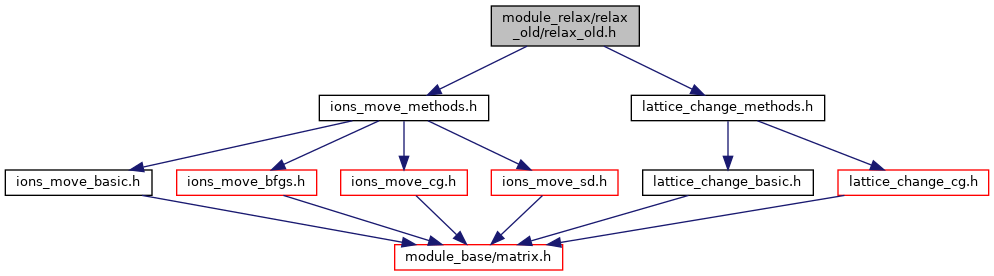 module_relax/relax
_old/relax_old.h
ions_move_methods.h
lattice_change_methods.h
ions_move_basic.h
ions_move_bfgs.h
ions_move_cg.h
ions_move_sd.h
lattice_change_basic.h
lattice_change_cg.h
module_base/matrix.h